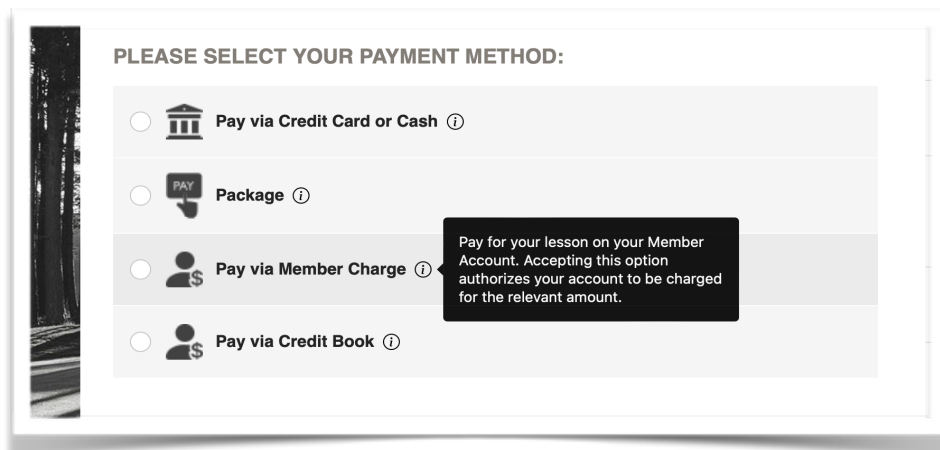 PLEASE SELECT YOUR PAYMENT METHOD:
Pay via Credit Card or Cash i
PAY
Package i
Pay via Member Charge i
Pay for your lesson on your Member
Account. Accepting this option
authorizes your account to be charged
for the relevant amount.
$
Pay via Credit Book i
$